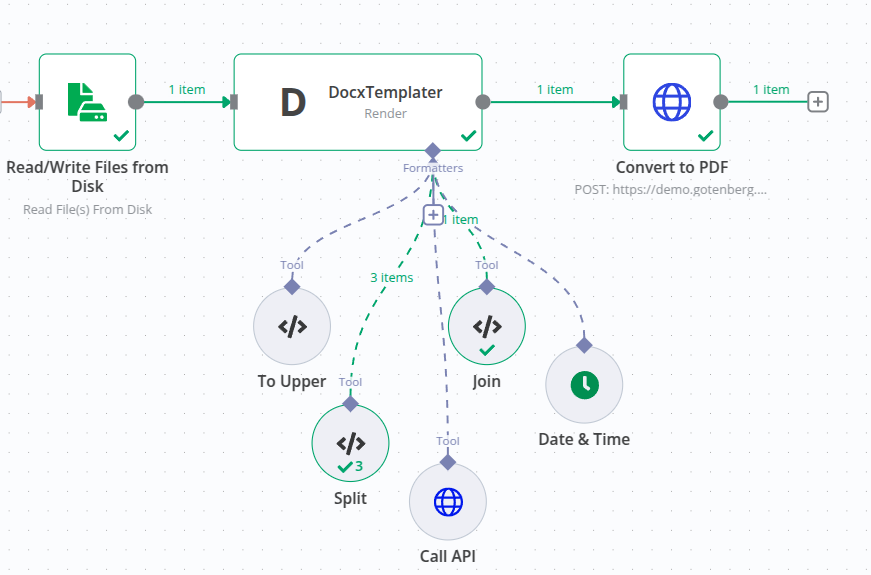 1 item
D
DocxTemplater
Render
1 item
1 item
Read/Write Files from
Disk
Read File(s) From Disk
Formatters
Convert to PDF
POST: https://demo.gotenberg....
1 item
Tool
Tool
3 items
To Upper
Join
Tool
Date & Time
3
Split
Tool
Call API